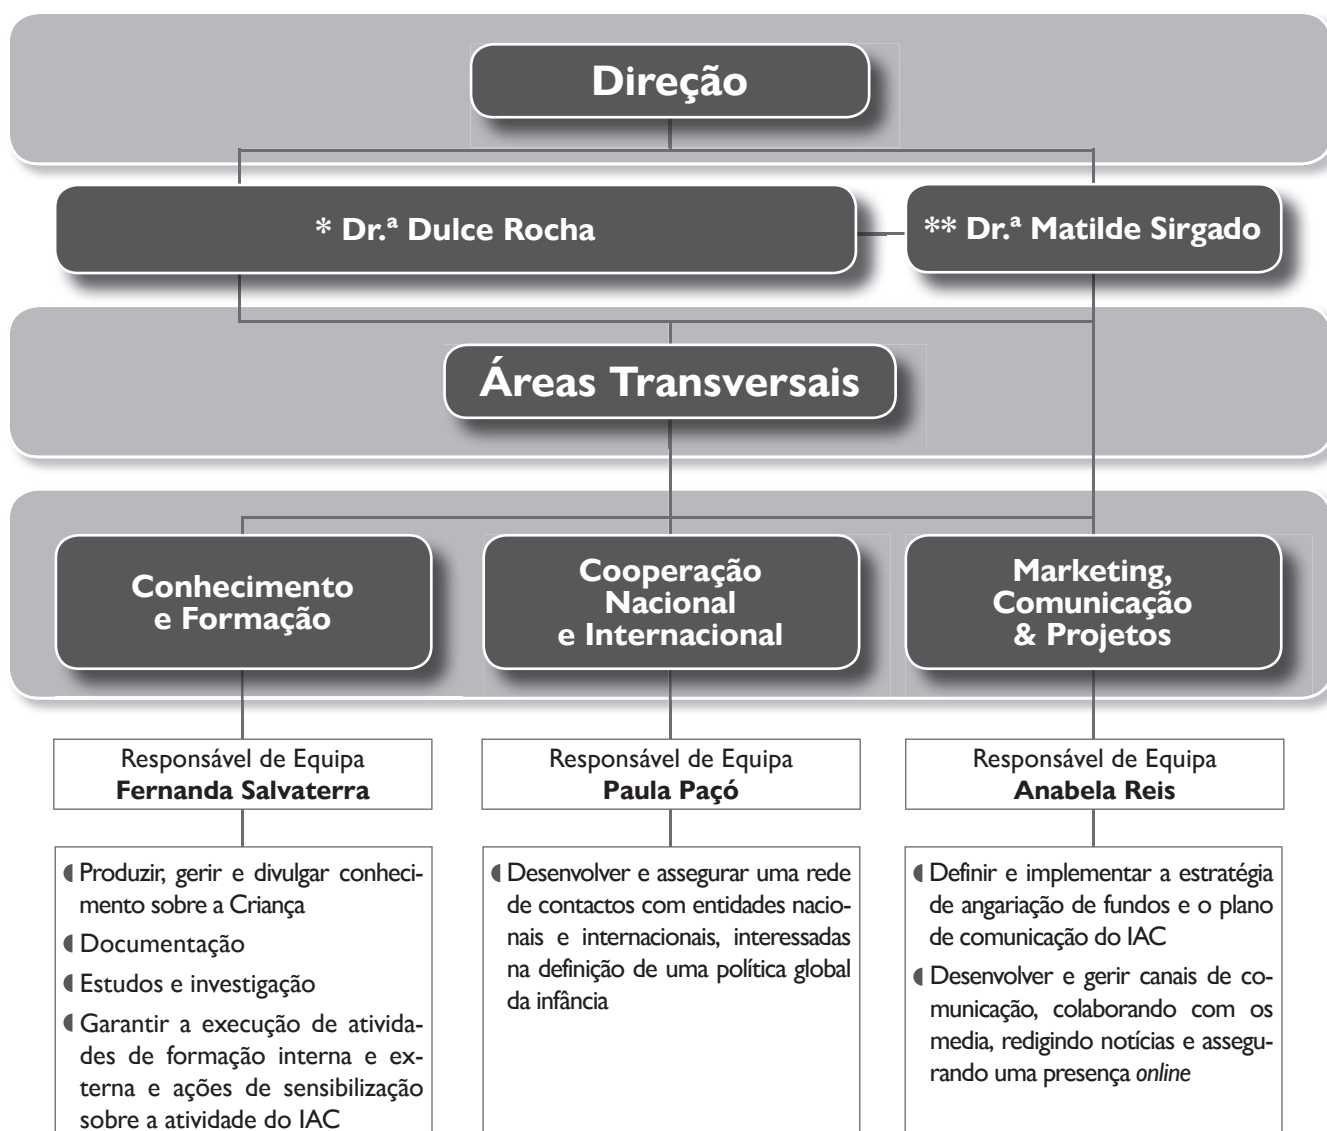 Direção
* Dr.ª Dulce Rocha
** Dr.ª Matilde Sirgado
Áreas Transversais
Conhecimento
e Formação
Cooperação
Nacional
e Internacional
Marketing,
Comunicação
& Projetos
Responsável de Equipa
Fernanda Salvaterra
Responsável de Equipa
Paula Paçó
Responsável de Equipa
Anabela Reis
Produzir, gerir e divulgar conheci-
mento sobre a Criança
Documentação
Estudos e investigação
Garantir a execução de ativida-
des de formação interna e ex-
terna e ações de sensibilização
sobre a atividade do IAC
Desenvolver e assegurar uma rede
de contactos com entidades nacio-
nais e internacionais, interessadas
na definição de uma política global
da infância
Definir e implementar a estratégia
de angariação de fundos e o plano
de comunicação do IAC
Desenvolver e gerir canais de co-
municação, colaborando com os
media, redigindo notícias e assegu-
rando uma presença online